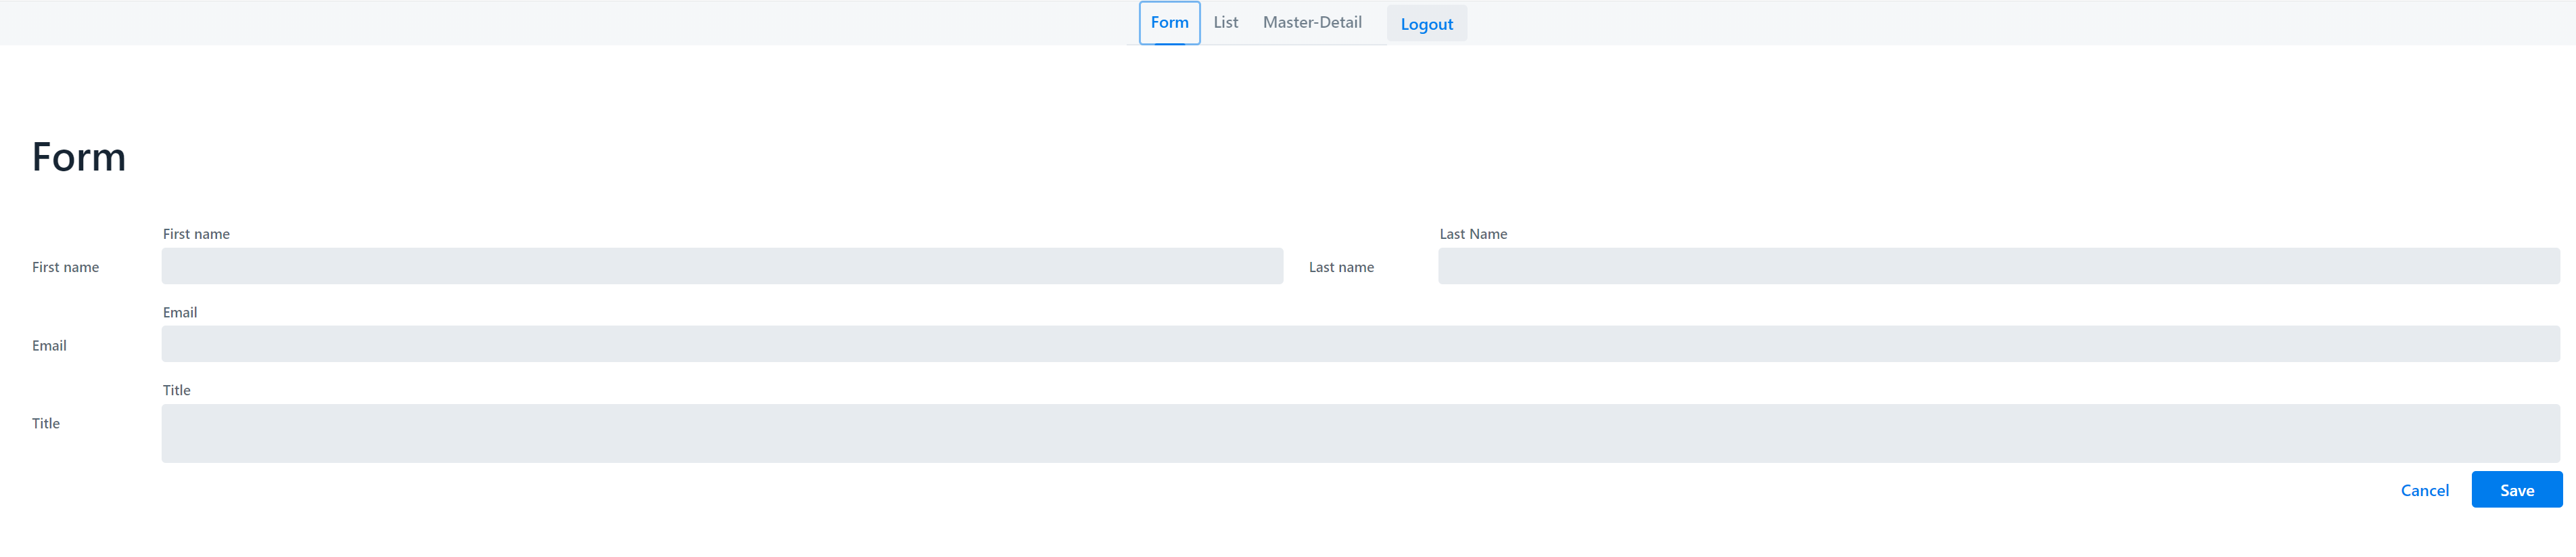 Form List Master-Detail Logout
Form
First name Last Name
First name Last name
Email
Email
Title
Title
Cancel Save